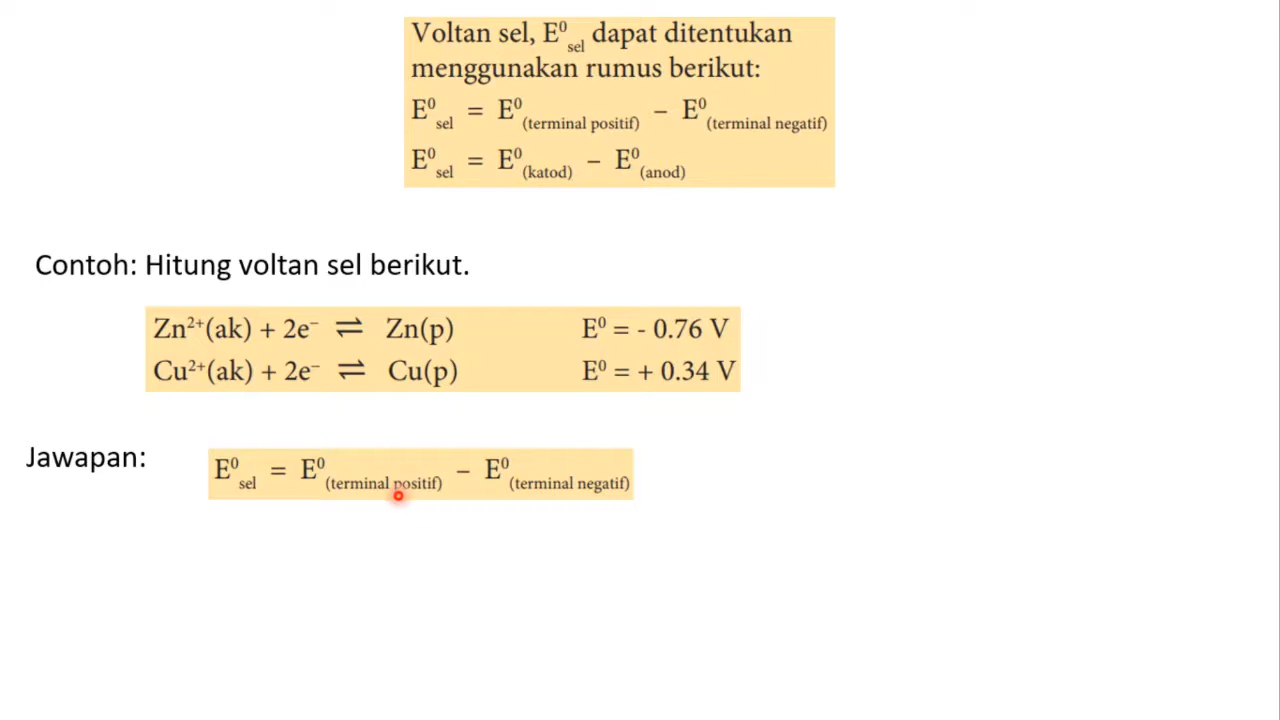 Voltan sel, E⁰sel dapat ditentukan
menggunakan rumus berikut:
E⁰sel = E⁰(terminal positif) – E⁰(terminal negatif)
E⁰sel = E⁰(katod) – E⁰(anod)
Contoh: Hitung voltan sel berikut.
Zn²⁺(ak) + 2e⁻ ⇌ Zn(p) E⁰ = - 0.76 V
Cu²⁺(ak) + 2e⁻ ⇌ Cu(p) E⁰ = + 0.34 V
Jawapan: E⁰sel = E⁰(terminal positif) – E⁰(terminal negatif)